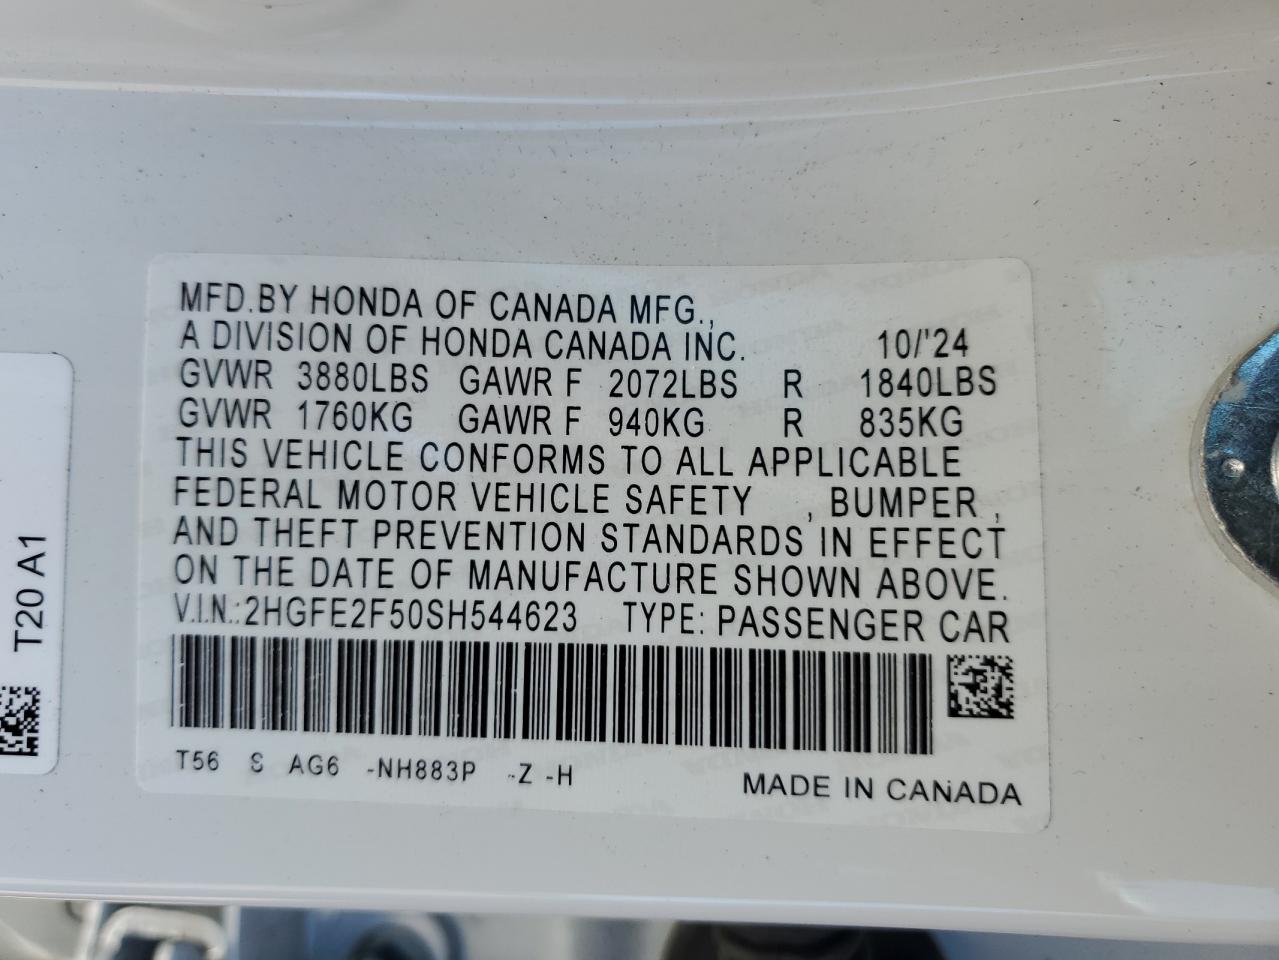 MFD.BY HONDA OF CANADA MFG.,
A DIVISION OF HONDA CANADA INC. 10/'24
GVWR 3880LBS GAWR F 2072LBS R 1840LBS
GVWR 1760KG GAWR F 940KG R 835KG
THIS VEHICLE CONFORMS TO ALL APPLICABLE
FEDERAL MOTOR VEHICLE SAFETY , BUMPER ,
AND THEFT PREVENTION STANDARDS IN EFFECT
ON THE DATE OF MANUFACTURE SHOWN ABOVE.
V.I.N.:2HGFE2F50SH544623 TYPE: PASSENGER CAR
T56 S AG6 -NH883P -Z -H
MADE IN CANADA
T20 A1